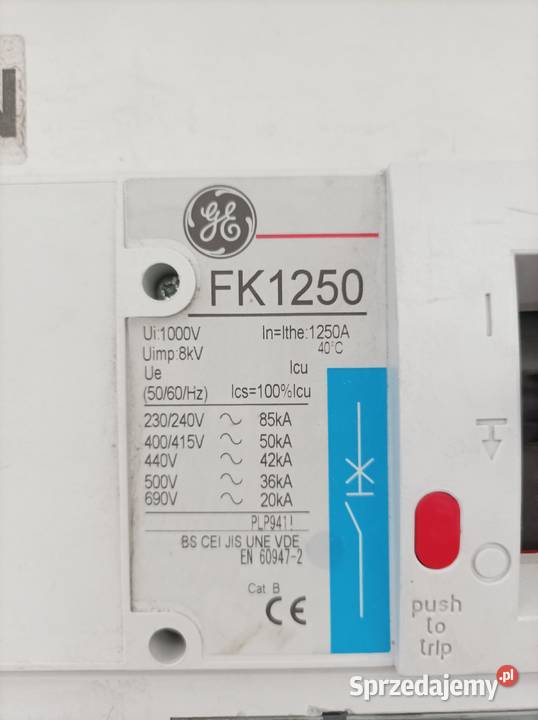 N
GE
FK1250
Ui:1000V In=Ithe:1250A
Uimp:8kV 40°C
Ue Icu
(50/60/Hz) Ics=100%Icu
230/240V ~ 85kA
400/415V ~ 50kA
440V ~ 42kA
500V ~ 36kA
690V ~ 20kA
BS CEI JIS UNE VDE
EN 60947-2
Cat B
CE
I
O
push
to
trip
Sprzedajemy.pl